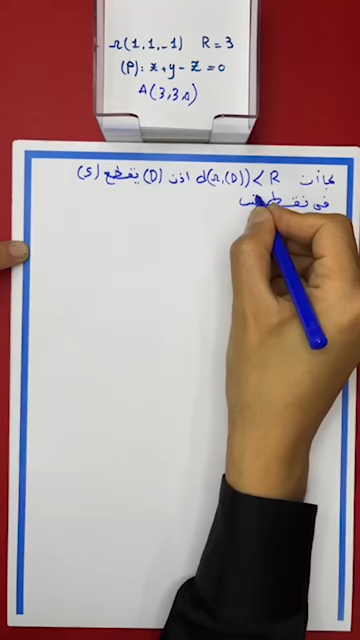 Ω(1,1,-1) R=3
(P): x+y-z=0
A(3,3,1)
بما أن d(Ω,(D))<R اذن (D) يقطع (S)
في نقطتين